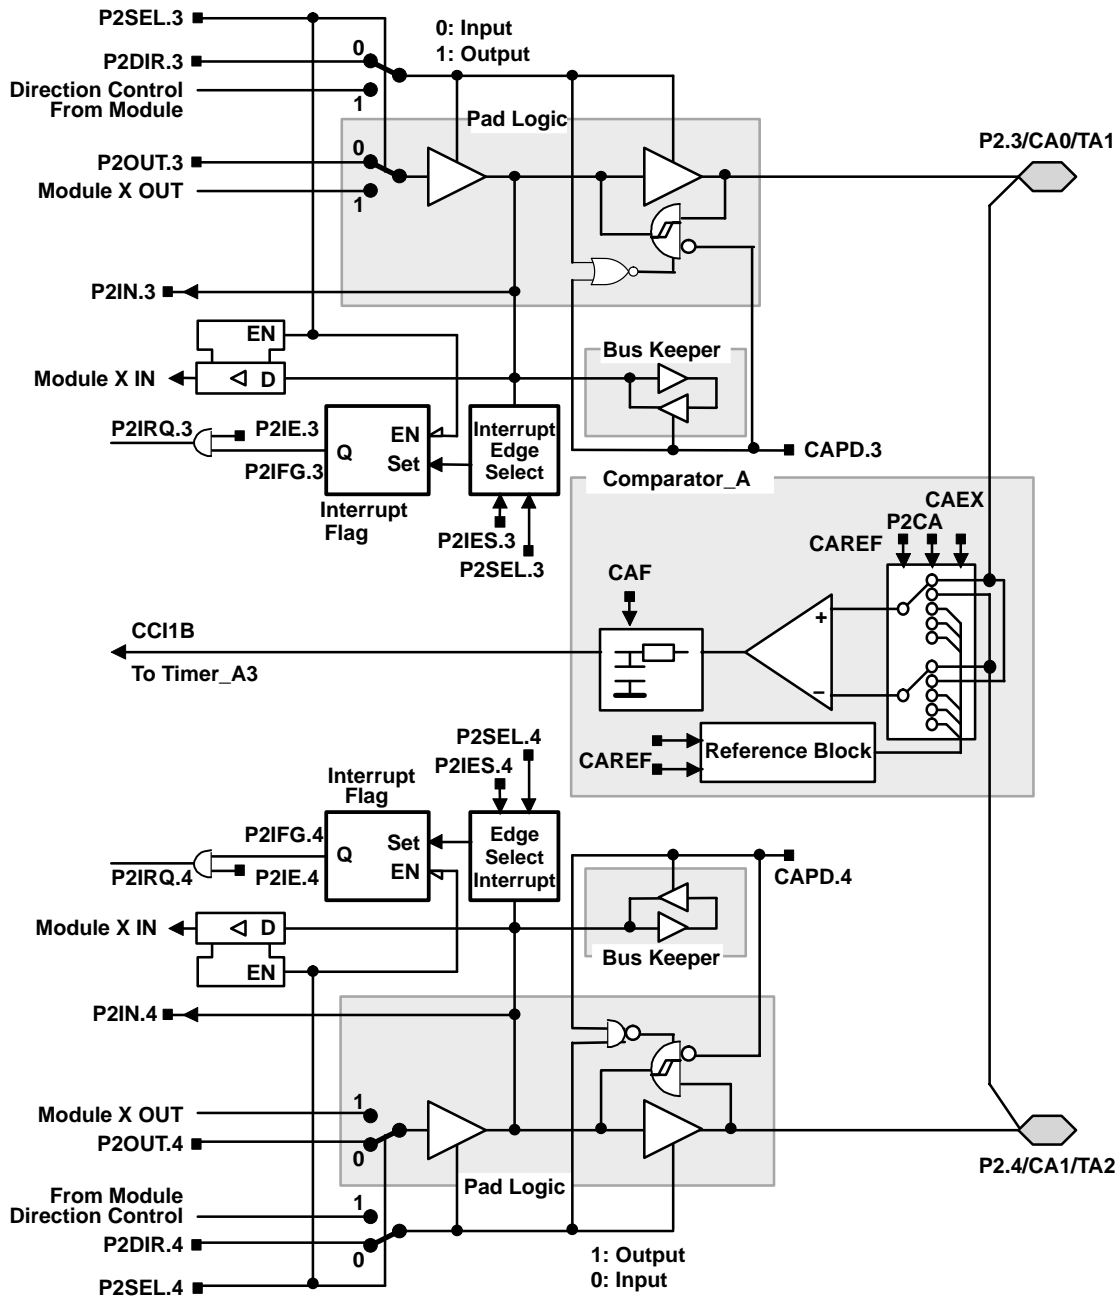 P2SEL.3
0: Input
1: Output
P2DIR.3
0
Direction Control
From Module
1
Pad Logic
P2.3/CA0/TA1
P2OUT.3
0
Module X OUT
1
P2IN.3
EN
Bus Keeper
Module X IN
D
P2IRQ.3
P2IE.3
P2IFG.3
Q
EN
Set
Interrupt
Edge
Select
CAPD.3
Interrupt
Flag
P2IES.3
P2SEL.3
Comparator_A
CAEX
P2CA
CAREF
CAF
CCI1B
To Timer_A3
+
−
Reference Block
CAREF
P2SEL.4
P2IES.4
Interrupt
Flag
P2IFG.4
P2IRQ.4
P2IE.4
Q
Set
EN
Edge
Select
Interrupt
CAPD.4
Module X IN
D
EN
Bus Keeper
P2IN.4
Module X OUT
1
P2OUT.4
0
Pad Logic
P2.4/CA1/TA2
From Module
Direction Control
1
P2DIR.4
0
1: Output
0: Input
P2SEL.4